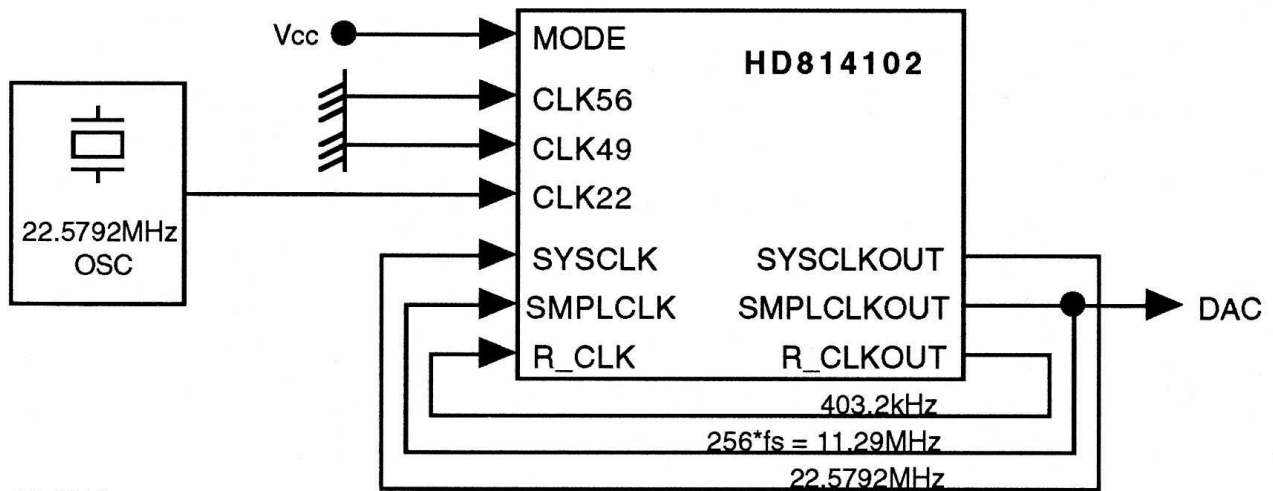 Vcc
MODE
HD814102
CLK56
CLK49
CLK22
22.5792MHz
OSC
SYSCLK
SYSCLKOUT
SMPLCLK
SMPLCLKOUT
DAC
R_CLK
R_CLKOUT
403.2kHz
256*fs = 11.29MHz
22.5792MHz